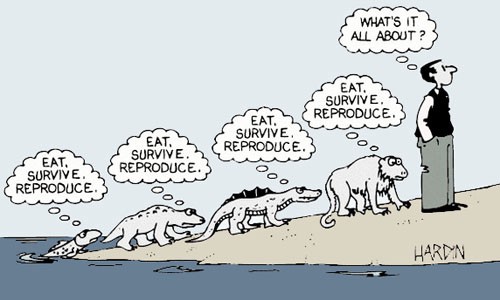 EAT,
SURVIVE,
REPRODUCE.
EAT,
SURVIVE,
REPRODUCE.
EAT,
SURVIVE,
REPRODUCE.
EAT,
SURVIVE,
REPRODUCE.
WHAT'S IT
ALL ABOUT?
HARDIN